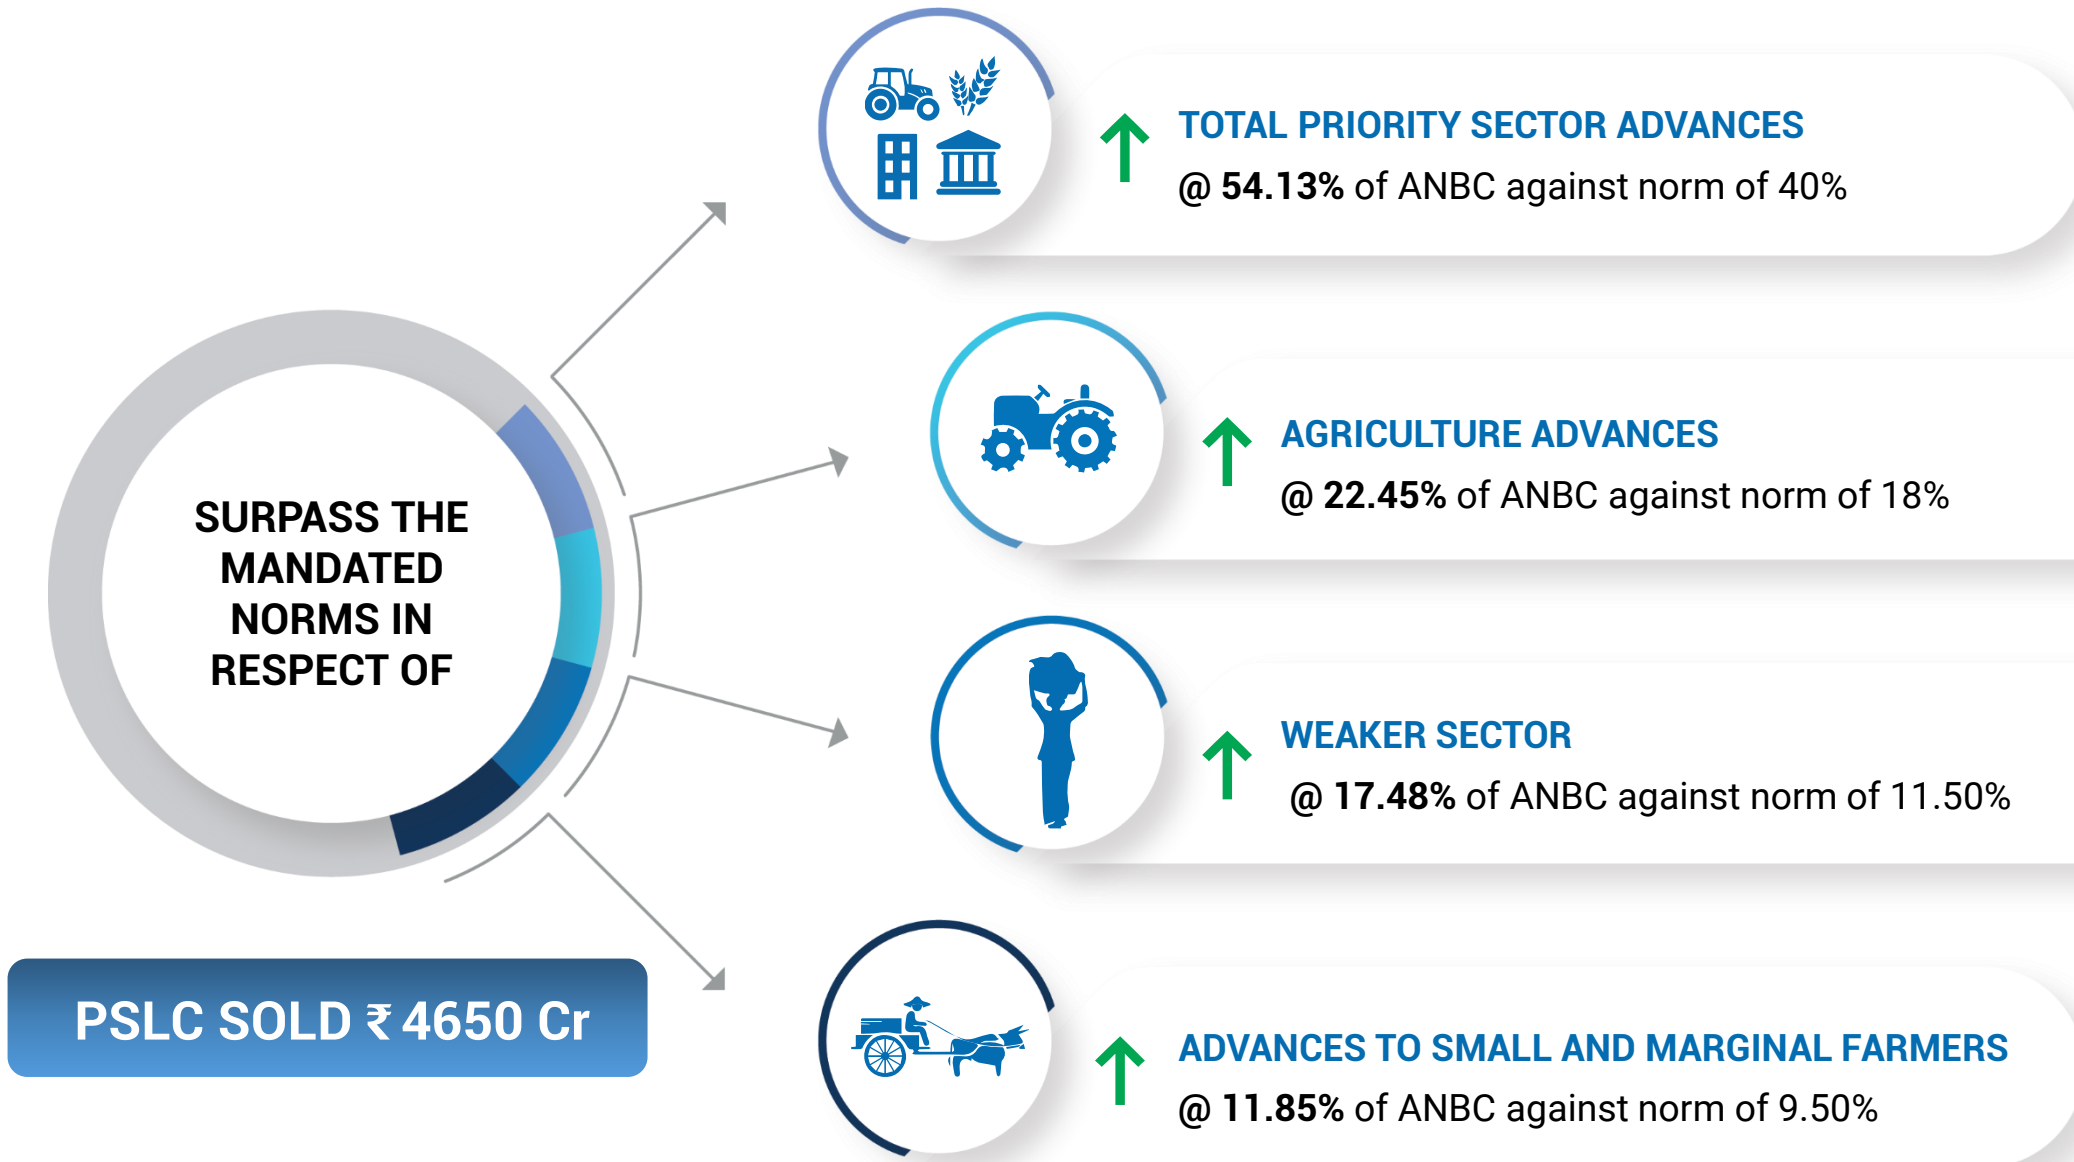 SURPASS THE
MANDATED
NORMS IN
RESPECT OF
PSLC SOLD ₹ 4650 Cr
TOTAL PRIORITY SECTOR ADVANCES
@ 54.13% of ANBC against norm of 40%
AGRICULTURE ADVANCES
@ 22.45% of ANBC against norm of 18%
WEAKER SECTOR
@ 17.48% of ANBC against norm of 11.50%
ADVANCES TO SMALL AND MARGINAL FARMERS
@ 11.85% of ANBC against norm of 9.50%